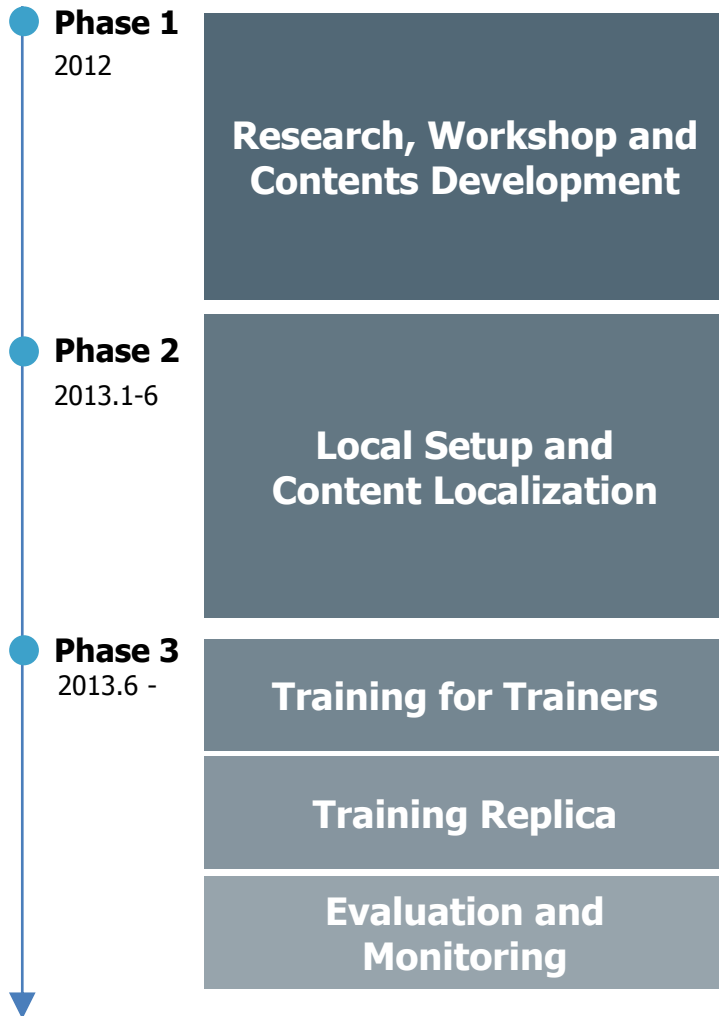 Phase 1
2012
Research, Workshop and
Contents Development
Phase 2
2013.1-6
Local Setup and
Content Localization
Phase 3
2013.6 -
Training for Trainers
Training Replica
Evaluation and
Monitoring